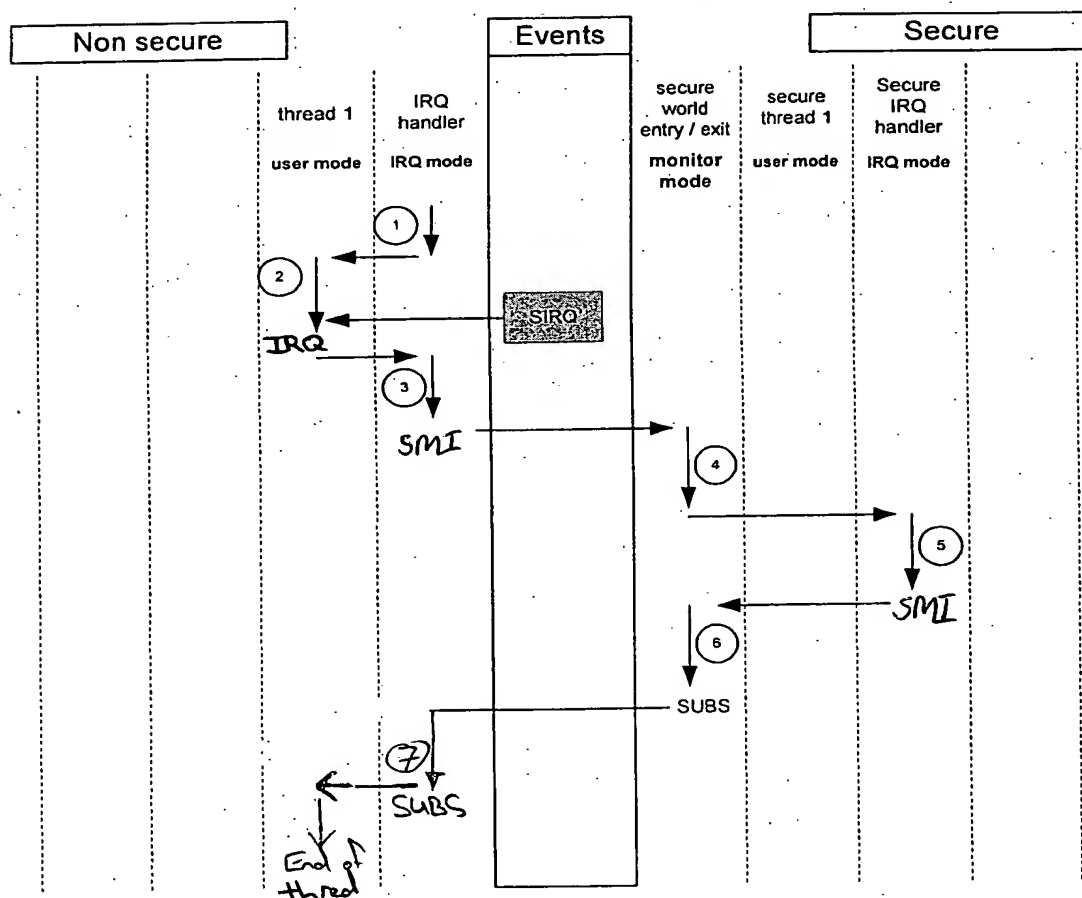 Non secure
Events
Secure
thread 1
user mode
IRQ
handler
IRQ mode
secure
world
entry / exit
monitor
mode
secure
thread 1
user mode
Secure
IRQ
handler
IRQ mode
1
2
SIRQ
IRQ
3
SMI
4
5
SMI
6
SUBS
7
SUBS
End of
thred